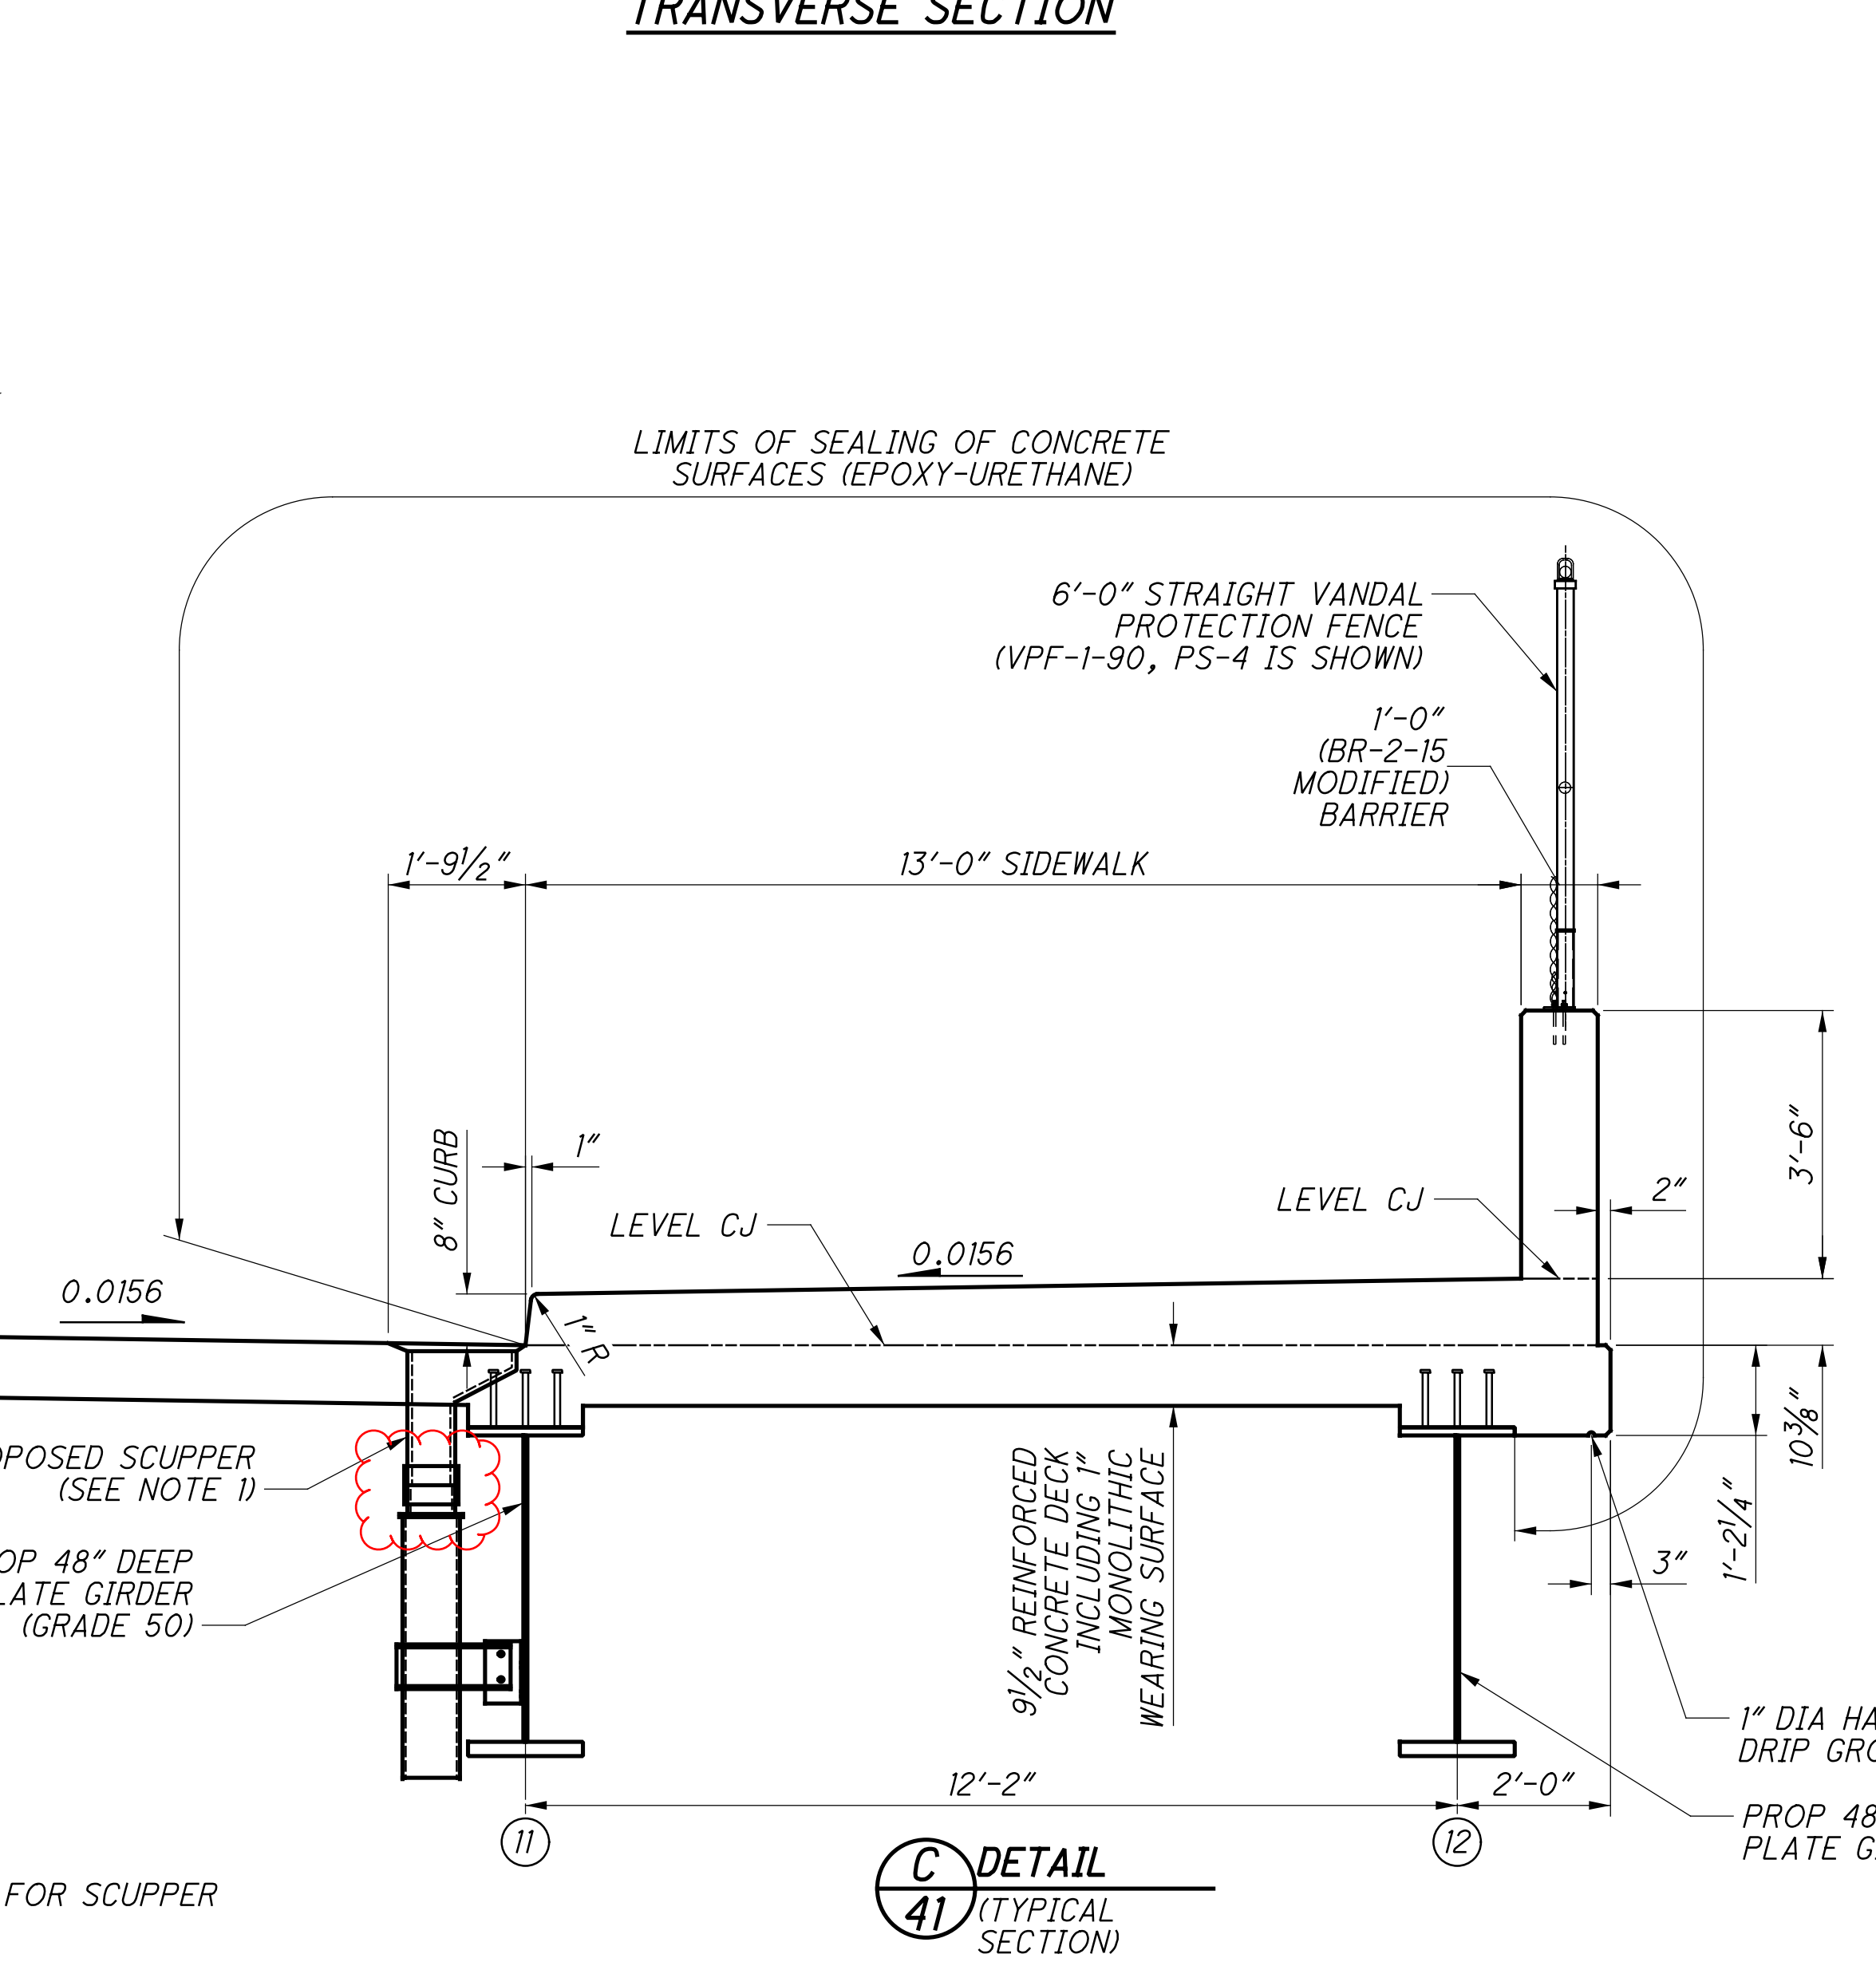 TRANSVERSE SECTION
LIMITS OF SEALING OF CONCRETE
SURFACES (EPOXY-URETHANE)
6'-0" STRAIGHT VANDAL
PROTECTION FENCE
(VPF-1-90, PS-4 IS SHOWN)
1'-0"
(BR-2-15
MODIFIED)
BARRIER
1'-9½"
13'-0" SIDEWALK
8" CURB
1"
LEVEL CJ
0.0156
LEVEL CJ
2"
3'-6"
0.0156
1" R
10⅜"
1'-2¼"
3"
POSED SCUPPER
(SEE NOTE 1)
OP 48" DEEP
LATE GIRDER
(GRADE 50)
9½" REINFORCED
CONCRETE DECK
INCLUDING 1"
MONOLITHIC
WEARING SURFACE
1" DIA HA
DRIP GRO
12'-2"
2'-0"
PROP 48
PLATE G
11
12
FOR SCUPPER
C
41
DETAIL
(TYPICAL
SECTION)